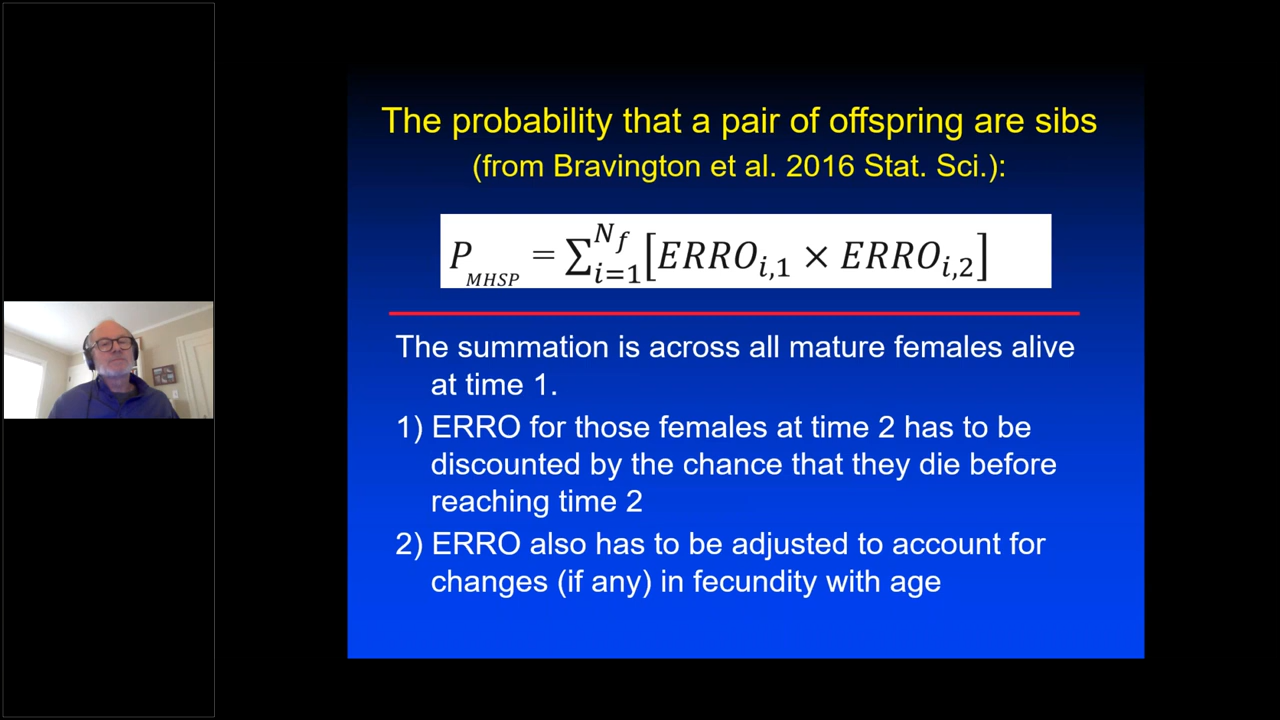 The probability that a pair of offspring are sibs
(from Bravington et al. 2016 Stat. Sci.):
P_MHSP = ∑_{i=1}^{N_f} [ERRO_{i,1} × ERRO_{i,2}]
The summation is across all mature females alive
at time 1.
1) ERRO for those females at time 2 has to be
discounted by the chance that they die before
reaching time 2
2) ERRO also has to be adjusted to account for
changes (if any) in fecundity with age